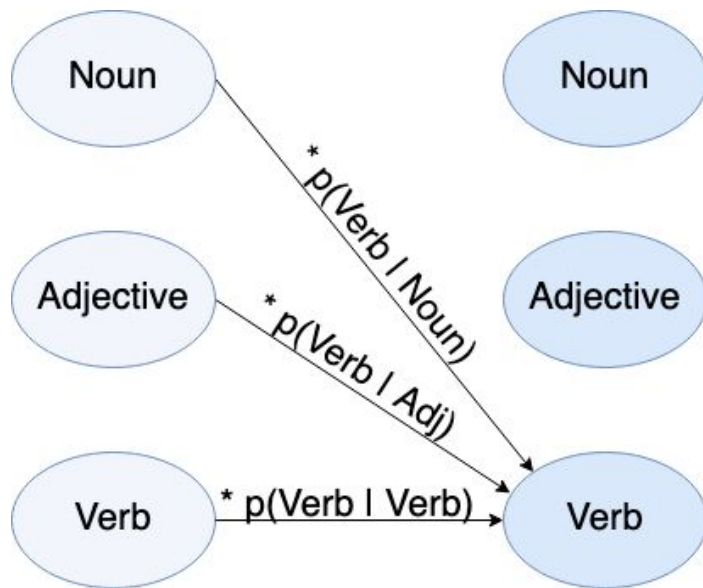 Noun
Noun
* p(Verb | Noun)
Adjective
Adjective
* p(Verb | Adj)
Verb
* p(Verb | Verb)
Verb